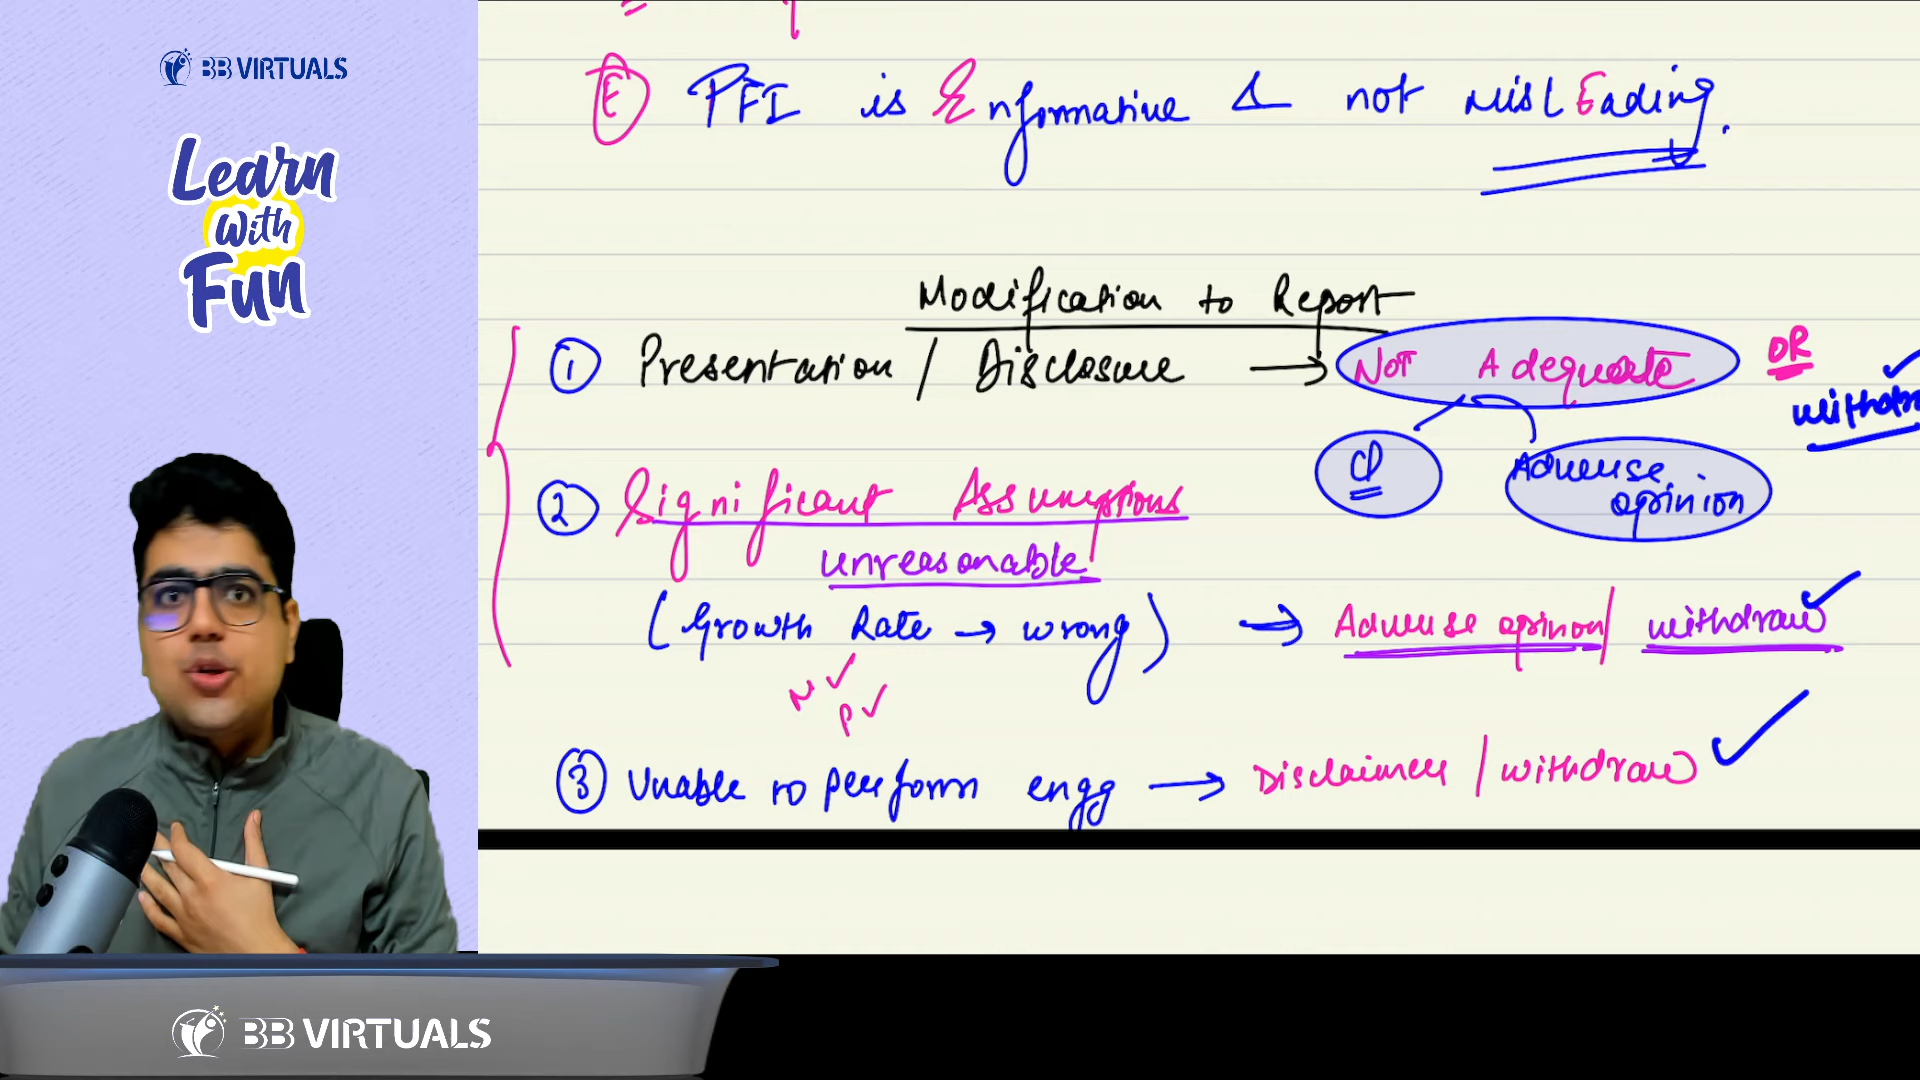 BB VIRTUALS
Learn
with
Fun
(E) PFI is Enformative & not misLEading.
Modification to Report
① Presentation / Disclosure → Not Adequate OR
② Significant Assumptions
Adverse
opinion
unreasonable
(Growth Rate → wrong) → Adverse opinion / withdraw
N ✓
P ✓
③ Unable to perform engg → Disclaimer / withdraw ✓
BB VIRTUALS